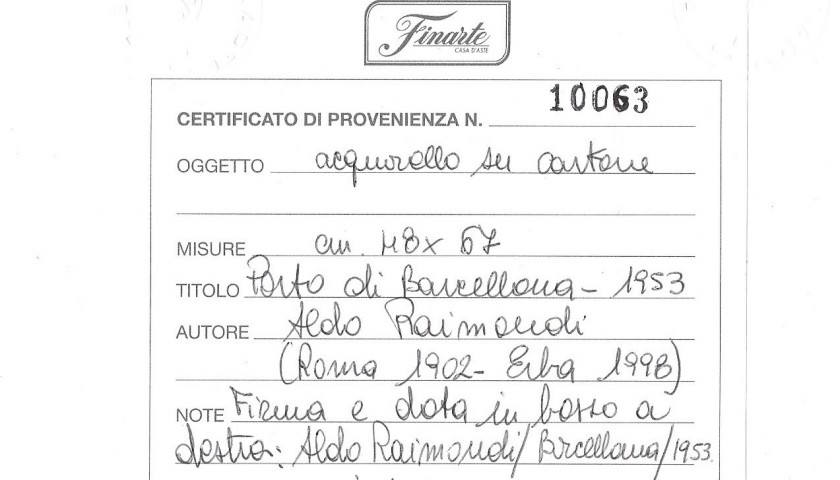 Finarte
CASA D'ASTE
CERTIFICATO DI PROVENIENZA N. 10063
OGGETTO acquerello su cartone
MISURE cm. 48x67
TITOLO Porto di Barcellona - 1953
AUTORE Aldo Raimondi
(Roma 1902 - Erba 1998)
NOTE Firma e data in basso a
destra: Aldo Raimondi/Barcellona/1953.